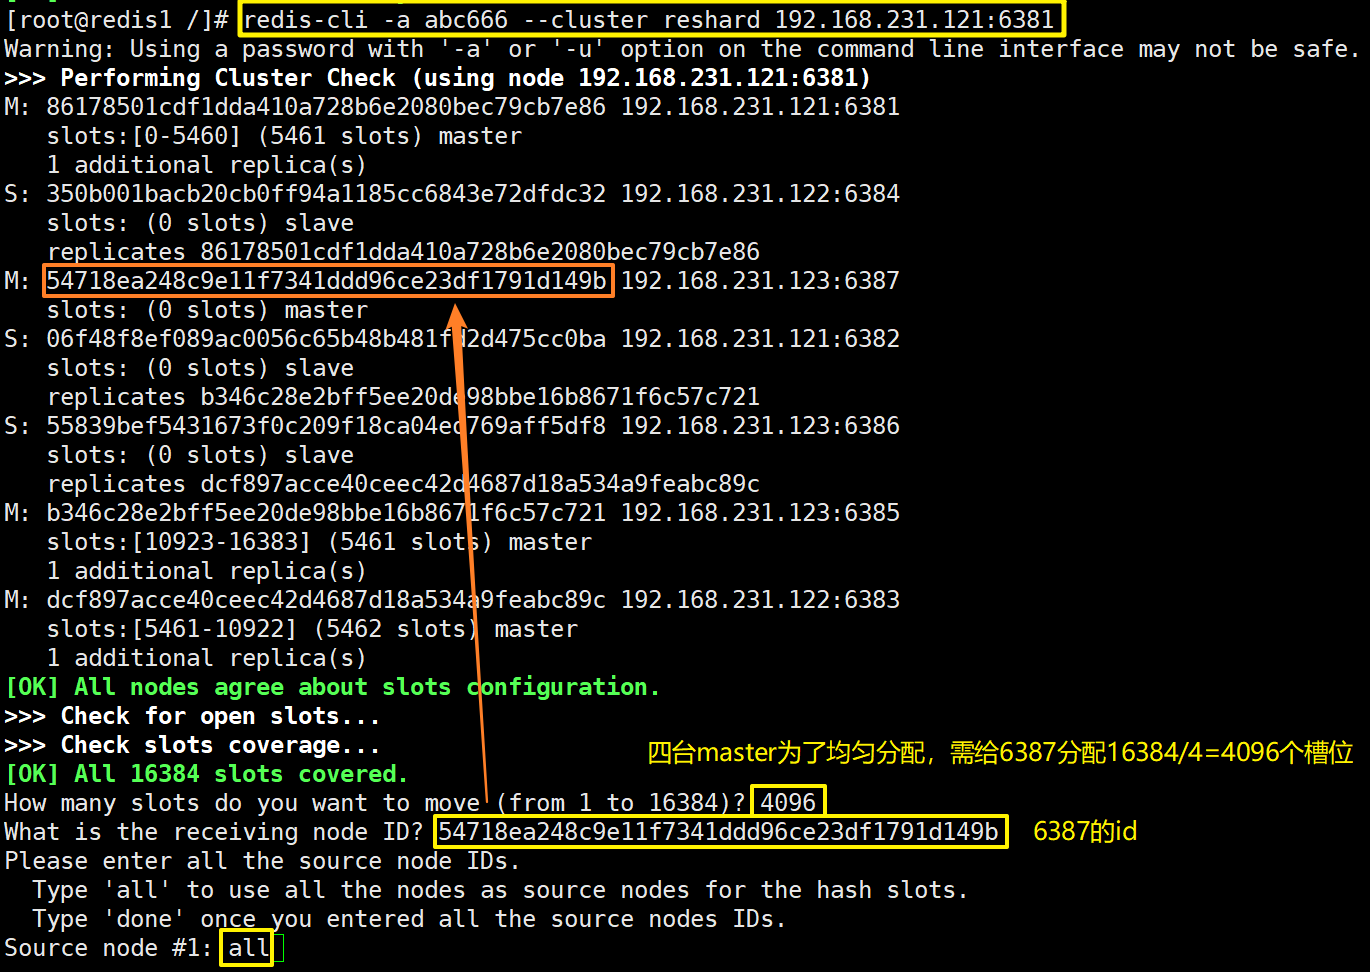 [root@redis1 /]# redis-cli -a abc666 --cluster reshard 192.168.231.121:6381
Warning: Using a password with '-a' or '-u' option on the command line interface may not be safe.
>>> Performing Cluster Check (using node 192.168.231.121:6381)
M: 86178501cdf1dda410a728b6e2080bec79cb7e86 192.168.231.121:6381
   slots:[0-5460] (5461 slots) master
   1 additional replica(s)
S: 350b001bacb20cb0ff94a1185cc6843e72dfdc32 192.168.231.122:6384
   slots: (0 slots) slave
   replicates 86178501cdf1dda410a728b6e2080bec79cb7e86
M: 54718ea248c9e11f7341ddd96ce23df1791d149b 192.168.231.123:6387
   slots: (0 slots) master
S: 06f48f8ef089ac0056c65b48b481fd2d475cc0ba 192.168.231.121:6382
   slots: (0 slots) slave
   replicates b346c28e2bff5ee20de98bbe16b8671f6c57c721
S: 55839bef5431673f0c209f18ca04ed769aff5df8 192.168.231.123:6386
   slots: (0 slots) slave
   replicates dcf897acce40ceec42d4687d18a534a9feabc89c
M: b346c28e2bff5ee20de98bbe16b8671f6c57c721 192.168.231.123:6385
   slots:[10923-16383] (5461 slots) master
   1 additional replica(s)
M: dcf897acce40ceec42d4687d18a534a9feabc89c 192.168.231.122:6383
   slots:[5461-10922] (5462 slots) master
   1 additional replica(s)
[OK] All nodes agree about slots configuration.
>>> Check for open slots...
>>> Check slots coverage...
四台master为了均匀分配，需给6387分配16384/4=4096个槽位
[OK] All 16384 slots covered.
How many slots do you want to move (from 1 to 16384)? 4096
What is the receiving node ID? 54718ea248c9e11f7341ddd96ce23df1791d149b 6387的id
Please enter all the source node IDs.
  Type 'all' to use all the nodes as source nodes for the hash slots.
  Type 'done' once you entered all the source nodes IDs.
Source node #1: all